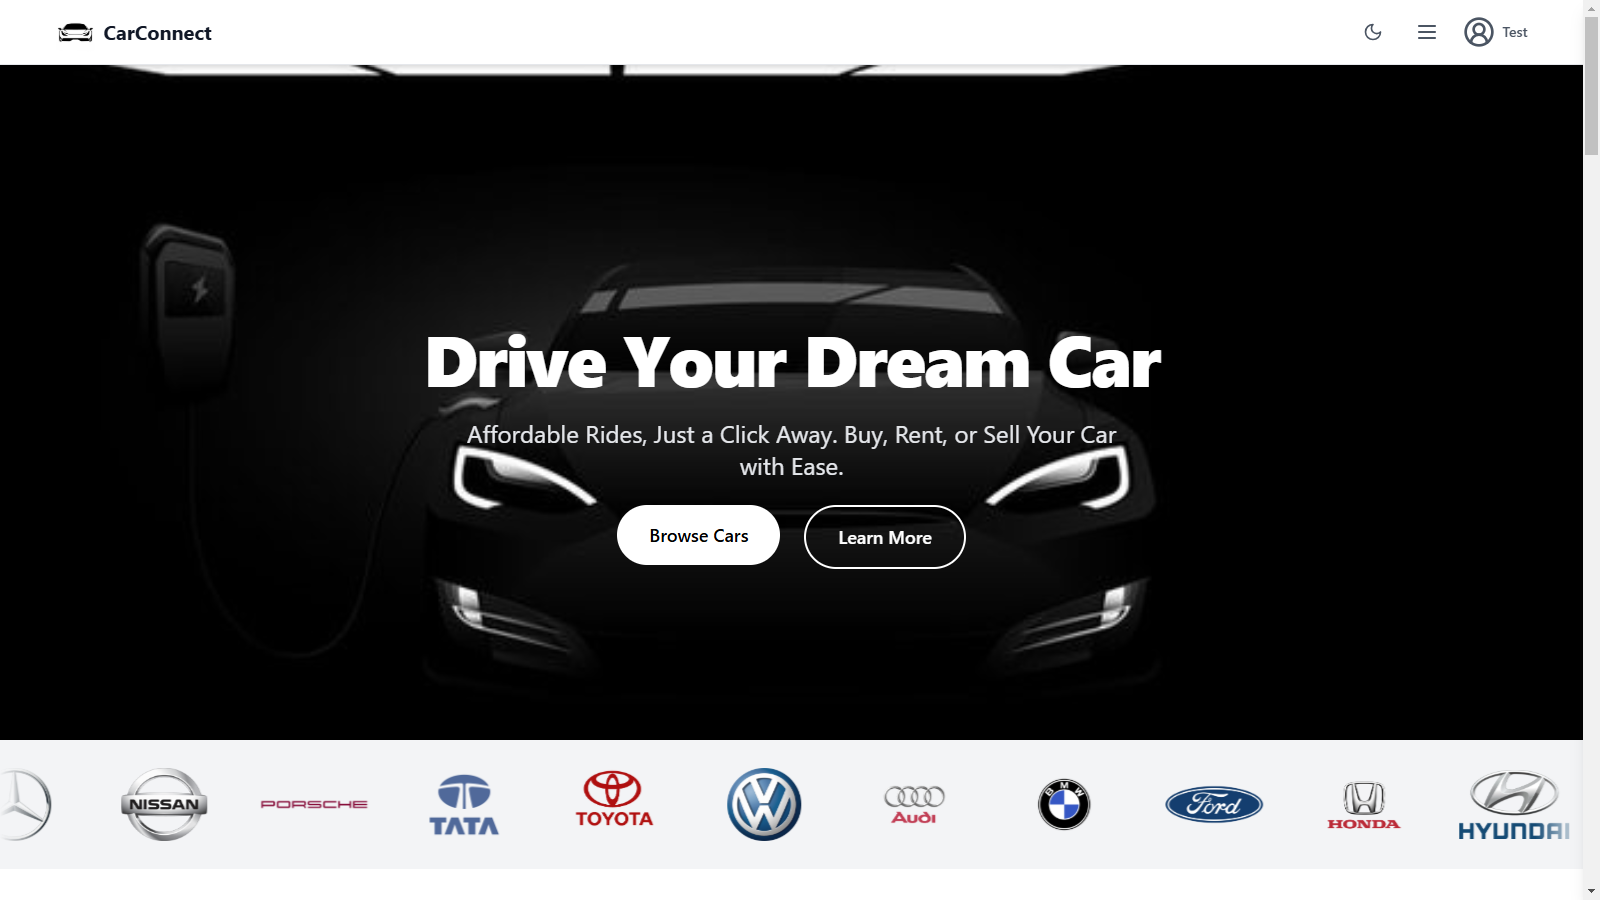 CarConnect
Test
Drive Your Dream Car
Affordable Rides, Just a Click Away. Buy, Rent, or Sell Your Car
with Ease.
Browse Cars
Learn More
NISSAN
PORSCHE
TATA
TOYOTA
Audi
BMW
Ford
HONDA
HYUNDAI